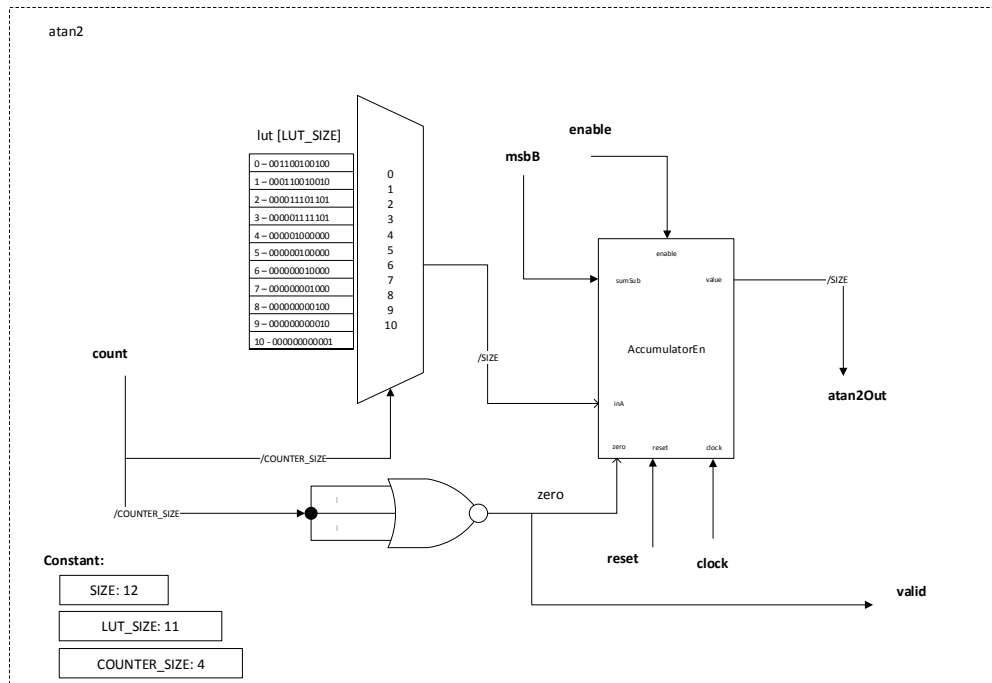 atan2
lut [LUT_SIZE]
0 – 001100100100
1 – 000110010010
2 – 000011101101
3 – 000001111101
4 – 000001000000
5 – 000000100000
6 – 000000010000
7 – 000000001000
8 – 000000000100
9 – 000000000010
10 - 000000000001
0
1
2
3
4
5
6
7
8
9
10
enable
msbB
enable
sumSub
value
/SIZE
AccumulatorEn
atan2Out
/SIZE
inA
zero
reset
clock
count
/COUNTER_SIZE
/COUNTER_SIZE
zero
reset
clock
valid
Constant:
SIZE: 12
LUT_SIZE: 11
COUNTER_SIZE: 4